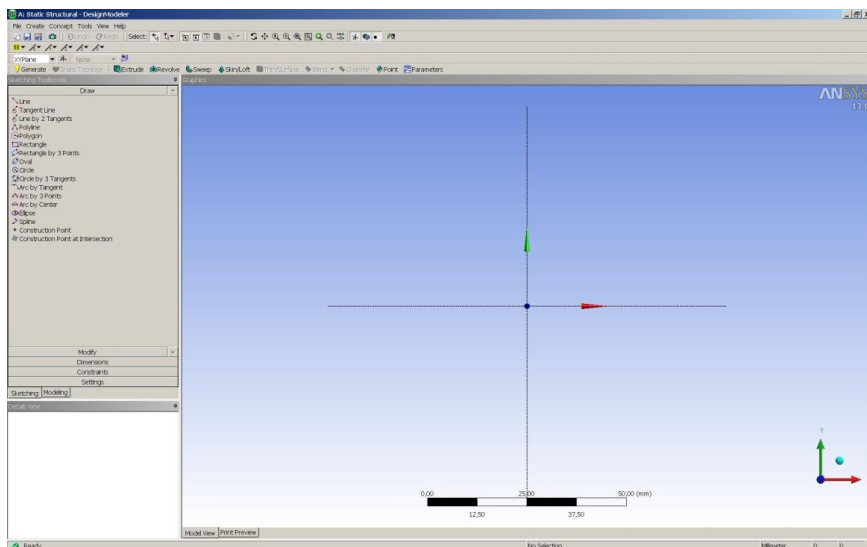 A: Static Structural - DesignModeler
File Create Concept Tools View Help
Undo Redo Select:
XYPlane None
Generate Share Topology Extrude Revolve Sweep Skin/Loft Thin/Surface Blend Chamfer Point Parameters
Sketching Toolboxes
Graphics
Draw
Line
Tangent Line
Line by 2 Tangents
Polyline
Polygon
Rectangle
Rectangle by 3 Points
Oval
Circle
Circle by 3 Tangents
Arc by Tangent
Arc by 3 Points
Arc by Center
Ellipse
Spline
Construction Point
Construction Point at Intersection
Modify
Dimensions
Constraints
Settings
Sketching Modeling
Details View
ANSYS
13.0
Y
0,00 25,00 50,00 (mm)
12,50 37,50
Model View Print Preview
Ready No Selection Millimeter 0 0